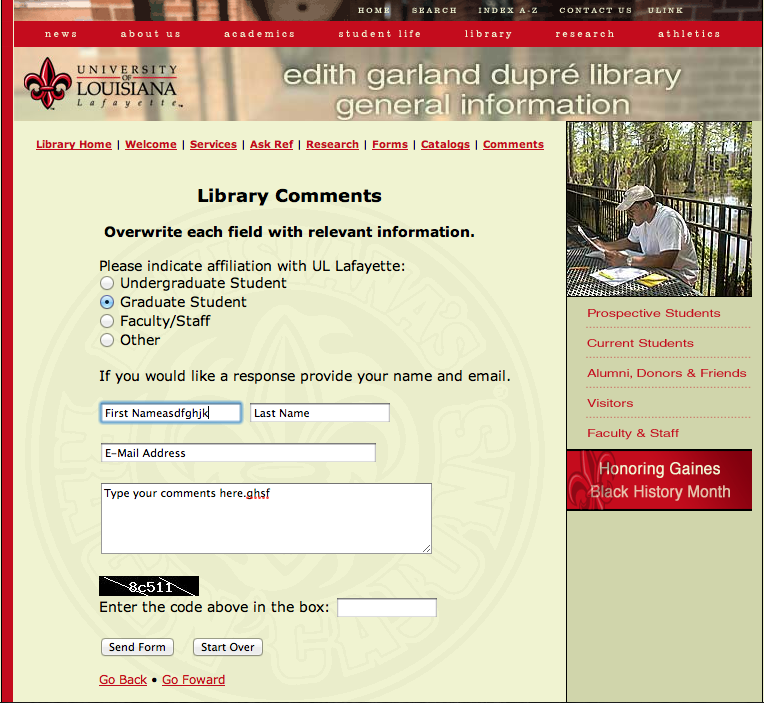 HOME SEARCH INDEX A-Z CONTACT US ULINK
news about us academics student life library research athletics
UNIVERSITY
OF
LOUISIANA
Lafayette™
edith garland dupré library
general information
Library Home | Welcome | Services | Ask Ref | Research | Forms | Catalogs | Comments
Library Comments
Overwrite each field with relevant information.
Please indicate affiliation with UL Lafayette:
Undergraduate Student
Graduate Student
Faculty/Staff
Other
If you would like a response provide your name and email.
First Nameasdfghjk Last Name
E-Mail Address
Type your comments here.ghsf
8c511
Enter the code above in the box:
Send Form Start Over
Go Back • Go Foward
Prospective Students
Current Students
Alumni, Donors & Friends
Visitors
Faculty & Staff
Honoring Gaines
Black History Month